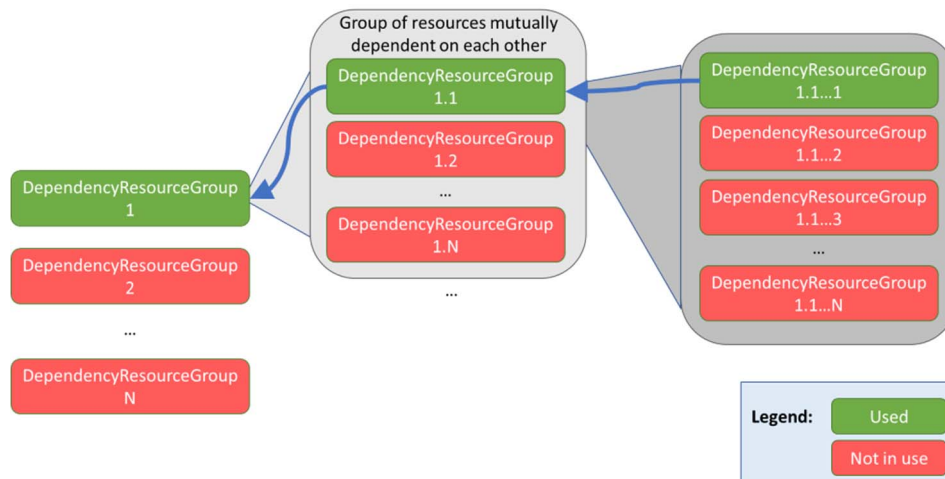 Group of resources mutually
dependent on each other
DependencyResourceGroup
1.1
DependencyResourceGroup
1.2
...
DependencyResourceGroup
1.N
...
DependencyResourceGroup
1
DependencyResourceGroup
2
...
DependencyResourceGroup
N
DependencyResourceGroup
1.1...1
DependencyResourceGroup
1.1...2
DependencyResourceGroup
1.1...3
...
DependencyResourceGroup
1.1...N
Legend:
Used
Not in use